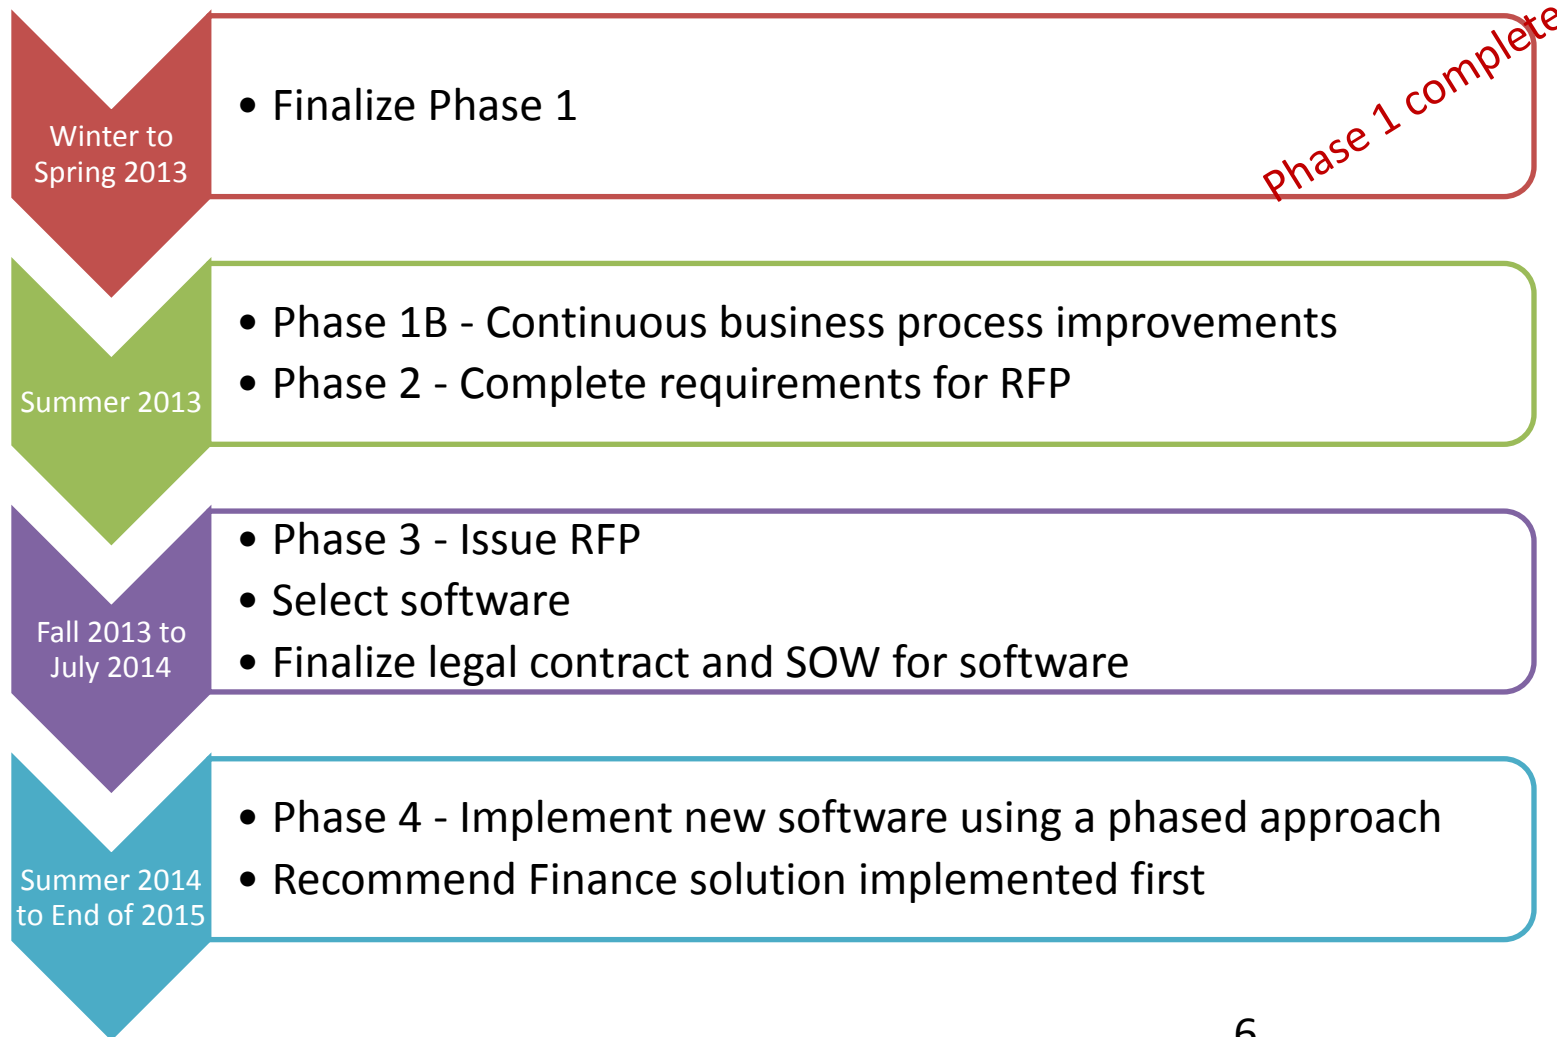 Winter to
Spring 2013
• Finalize Phase 1
Phase 1 complete
Summer 2013
• Phase 1B - Continuous business process improvements
• Phase 2 - Complete requirements for RFP
Fall 2013 to
July 2014
• Phase 3 - Issue RFP
• Select software
• Finalize legal contract and SOW for software
Summer 2014
to End of 2015
• Phase 4 - Implement new software using a phased approach
• Recommend Finance solution implemented first
6